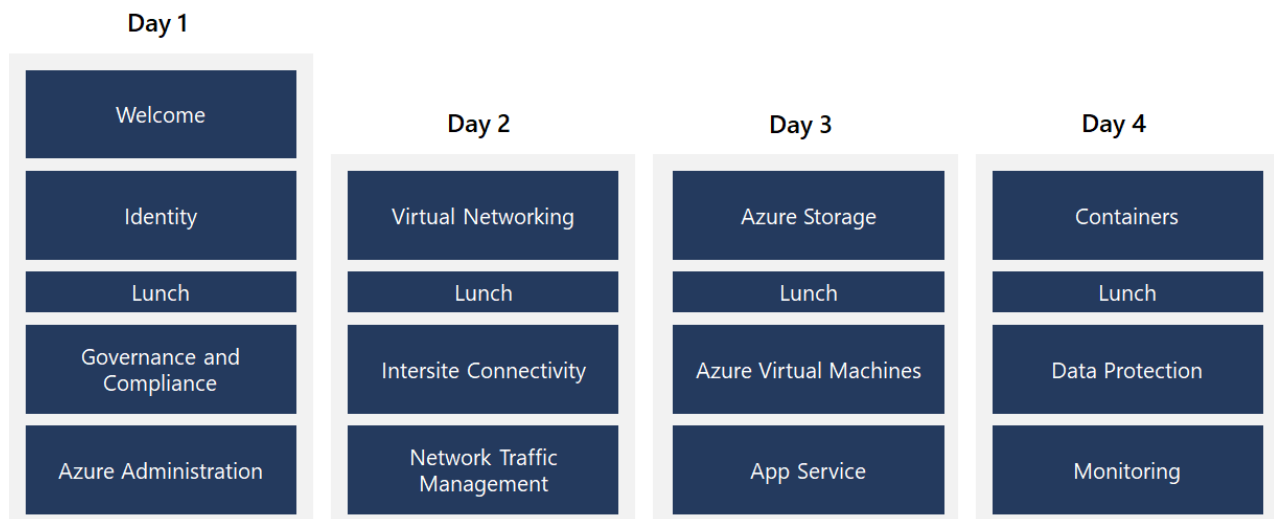 Day 1
Welcome
Identity
Lunch
Governance and
Compliance
Azure Administration
Day 2
Virtual Networking
Lunch
Intersite Connectivity
Network Traffic
Management
Day 3
Azure Storage
Lunch
Azure Virtual Machines
App Service
Day 4
Containers
Lunch
Data Protection
Monitoring